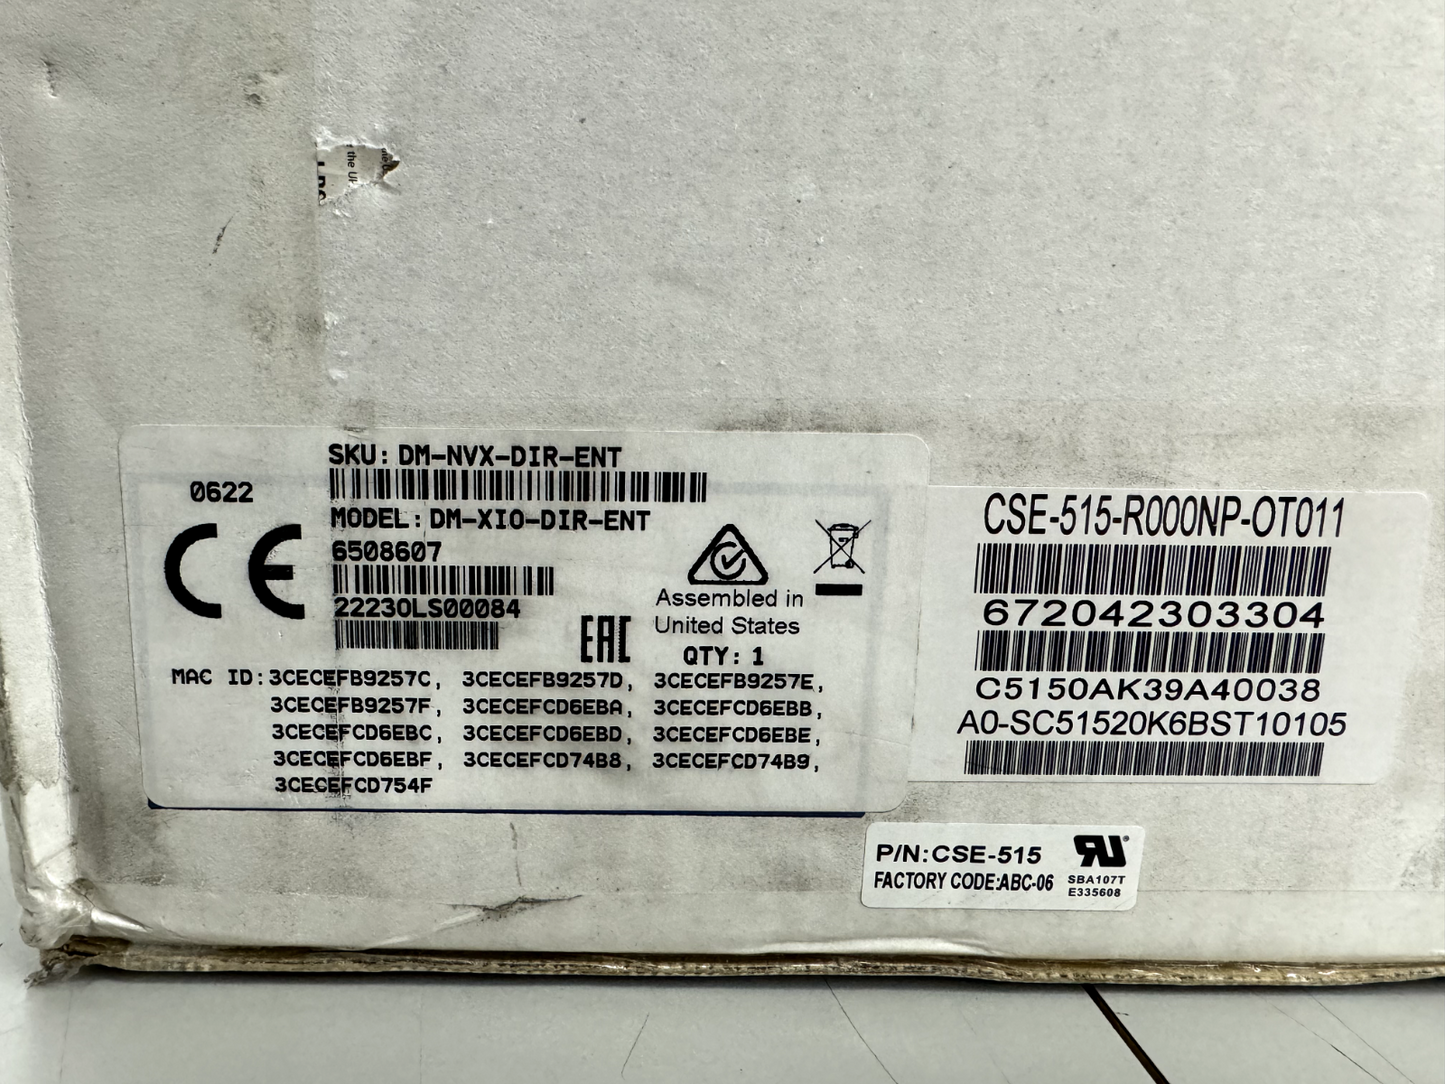 the UK
SKU: DM-NVX-DIR-ENT
0622
MODEL: DM-XIO-DIR-ENT
6508607
22230LS00084
CE
EAC
Assembled in
United States
QTY: 1
MAC ID: 3CECEFB9257C, 3CECEFB9257D, 3CECEFB9257E,
3CECEFB9257F, 3CECEFCD6EBA, 3CECEFCD6EBB,
3CECEFCD6EBC, 3CECEFCD6EBD, 3CECEFCD6EBE,
3CECEFCD6EBF, 3CECEFCD74B8, 3CECEFCD74B9,
3CECEFCD754F
CSE-515-R000NP-OT011
672042303304
C5150AK39A40038
A0-SC51520K6BST10105
P/N:CSE-515
FACTORY CODE:ABC-06
SBA107T
E335608